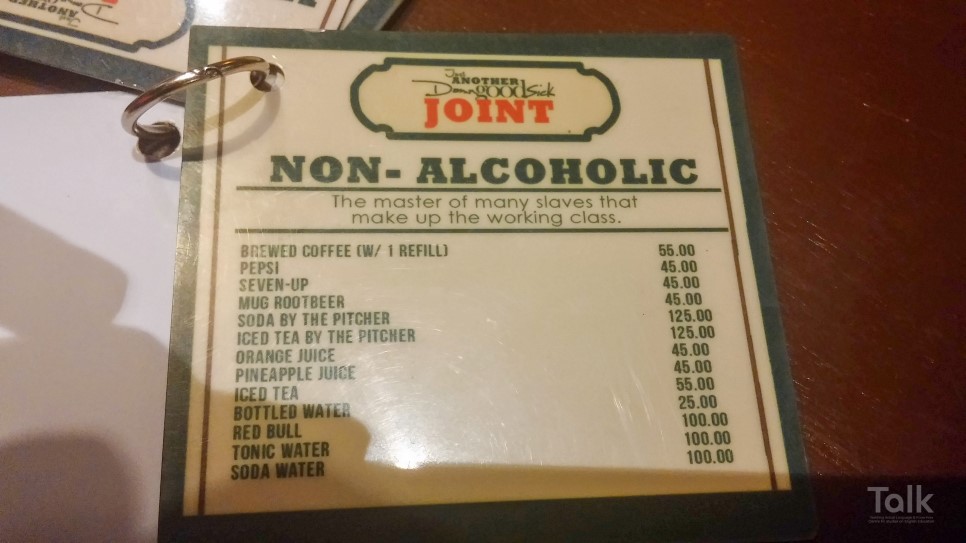 Just
ANOTHER
Damn good Sick
JOINT
NON- ALCOHOLIC
The master of many slaves that
make up the working class.
BREWED COFFEE (W/ 1 REFILL) 55.00
PEPSI 45.00
SEVEN-UP 45.00
MUG ROOTBEER 45.00
SODA BY THE PITCHER 125.00
ICED TEA BY THE PITCHER 125.00
ORANGE JUICE 45.00
PINEAPPLE JUICE 45.00
ICED TEA 55.00
BOTTLED WATER 25.00
RED BULL 100.00
TONIC WATER 100.00
SODA WATER 100.00
Talk